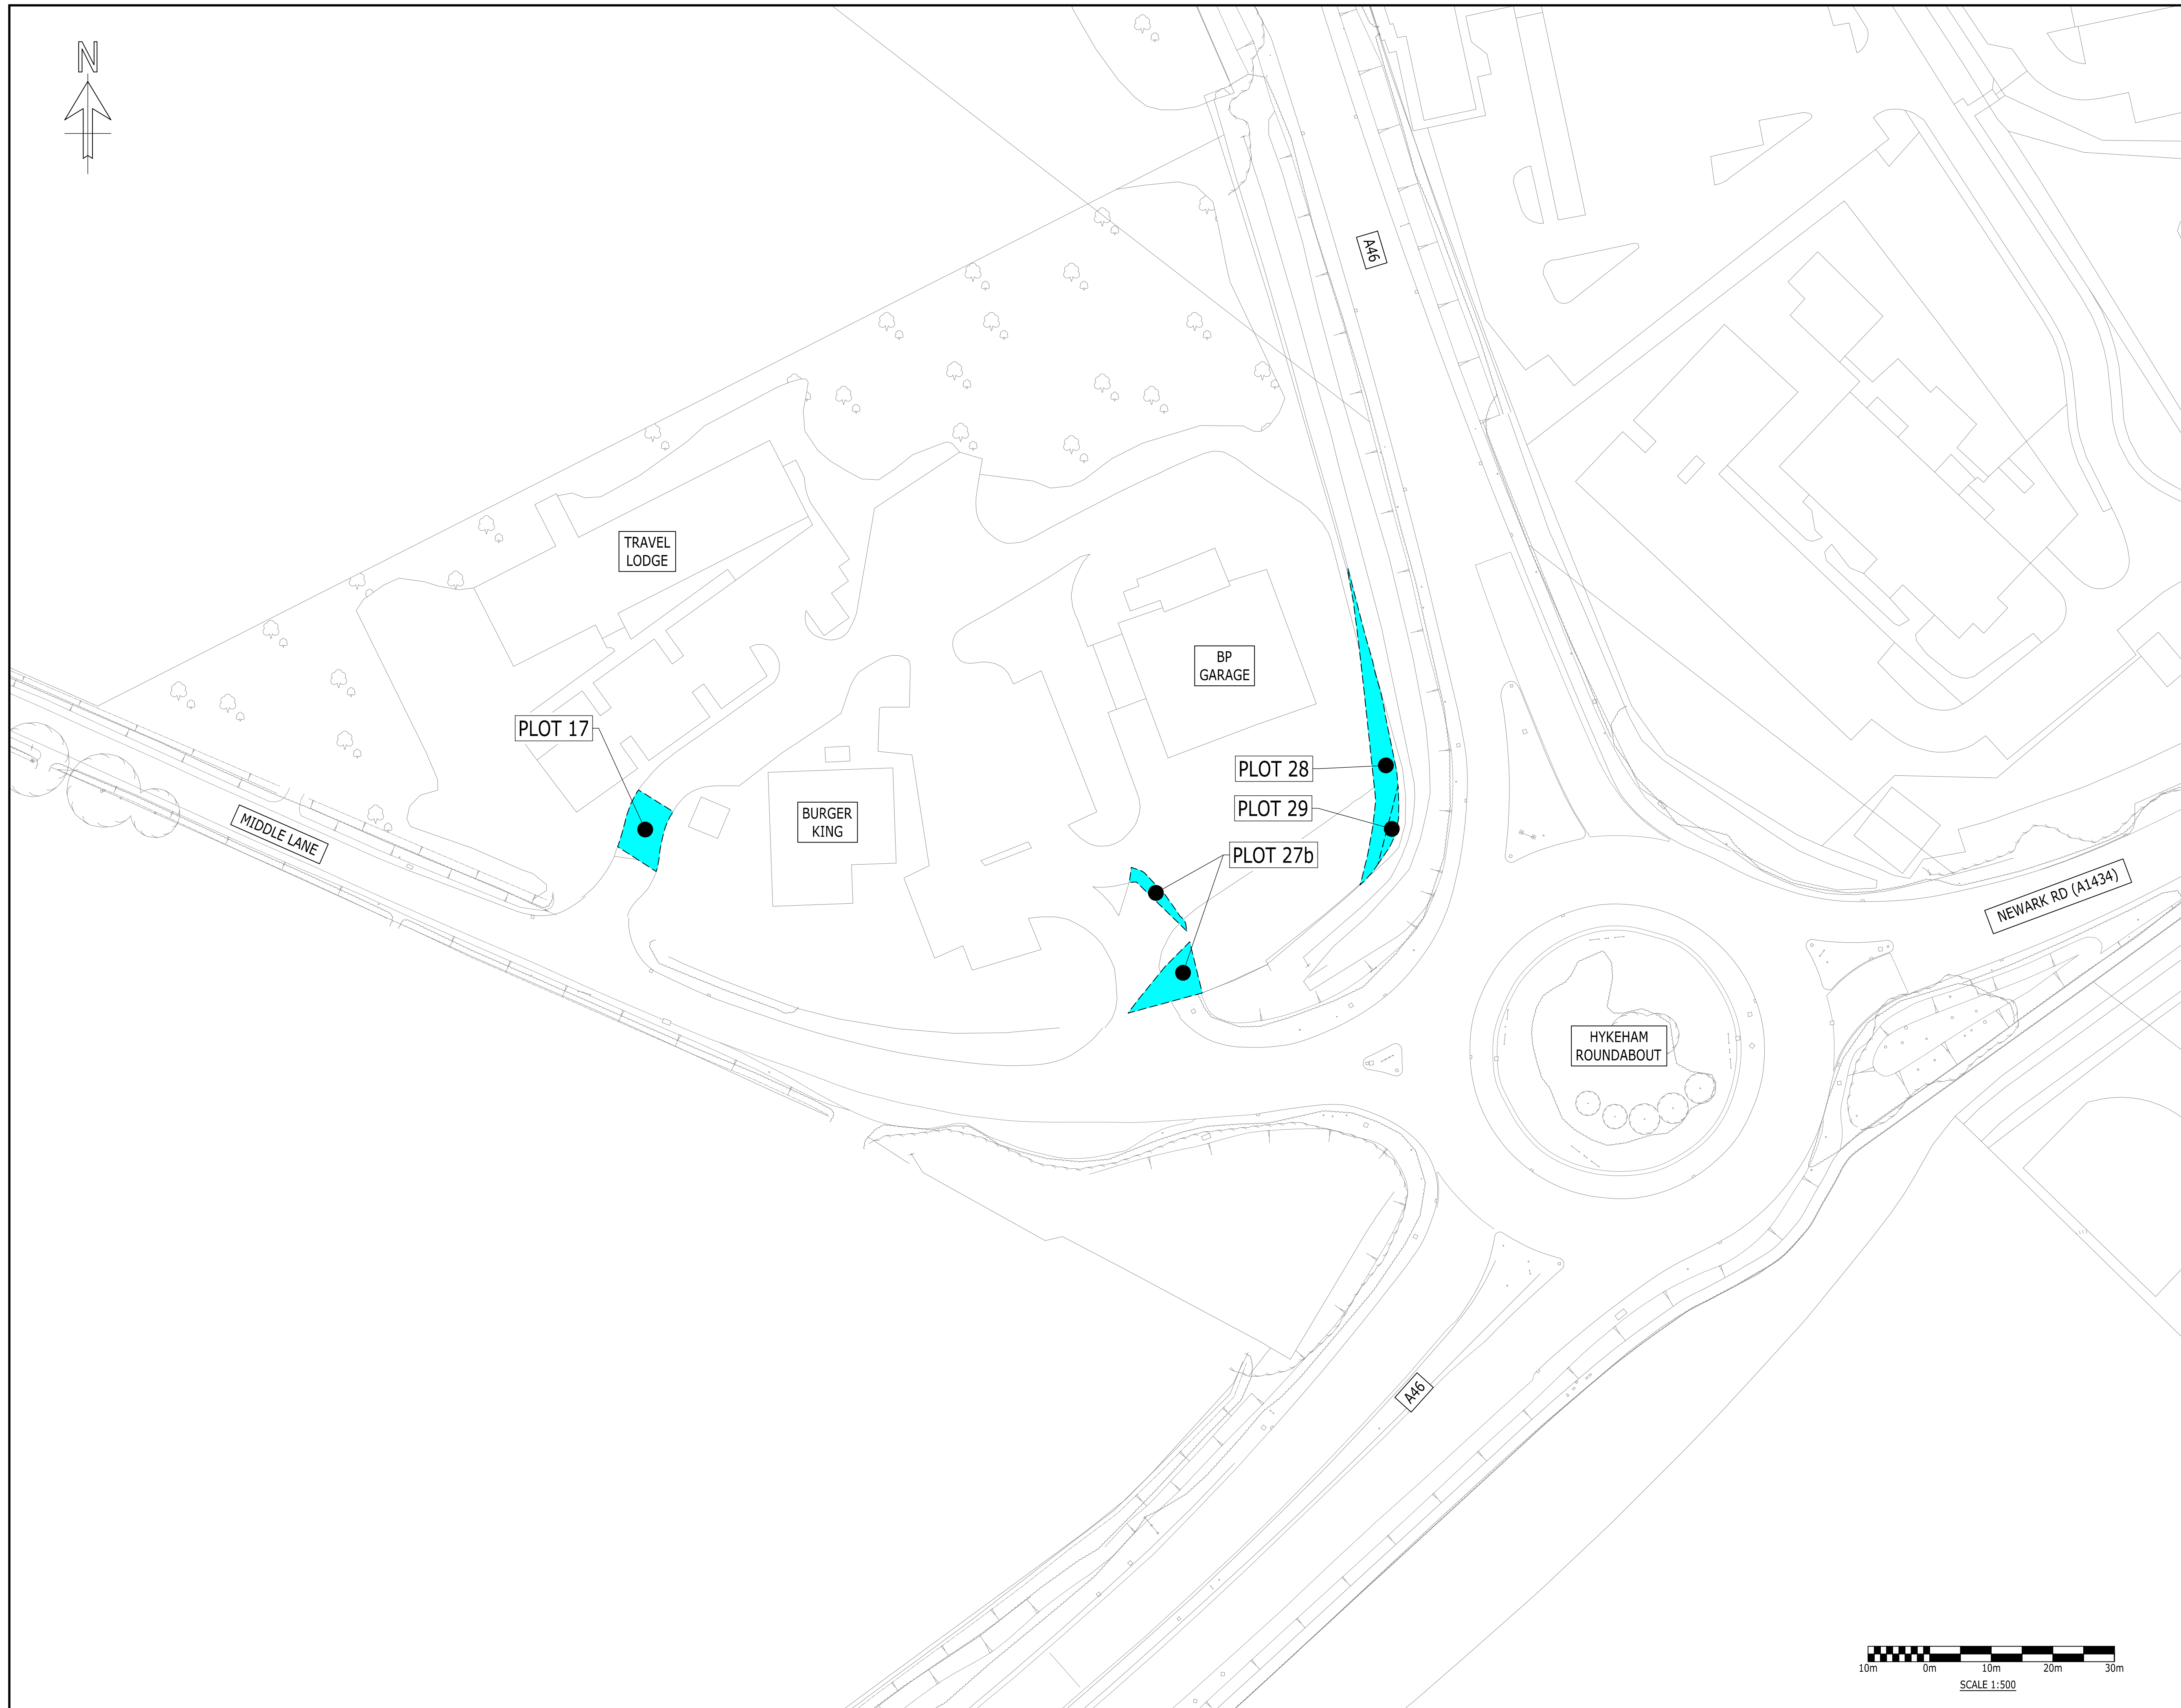 N
A46
TRAVEL
LODGE
BP
GARAGE
PLOT 17
PLOT 28
PLOT 29
BURGER
KING
MIDDLE LANE
PLOT 27b
NEWARK RD (A1434)
HYKEHAM
ROUNDABOUT
A46
10m 0m 10m 20m 30m
SCALE 1:500